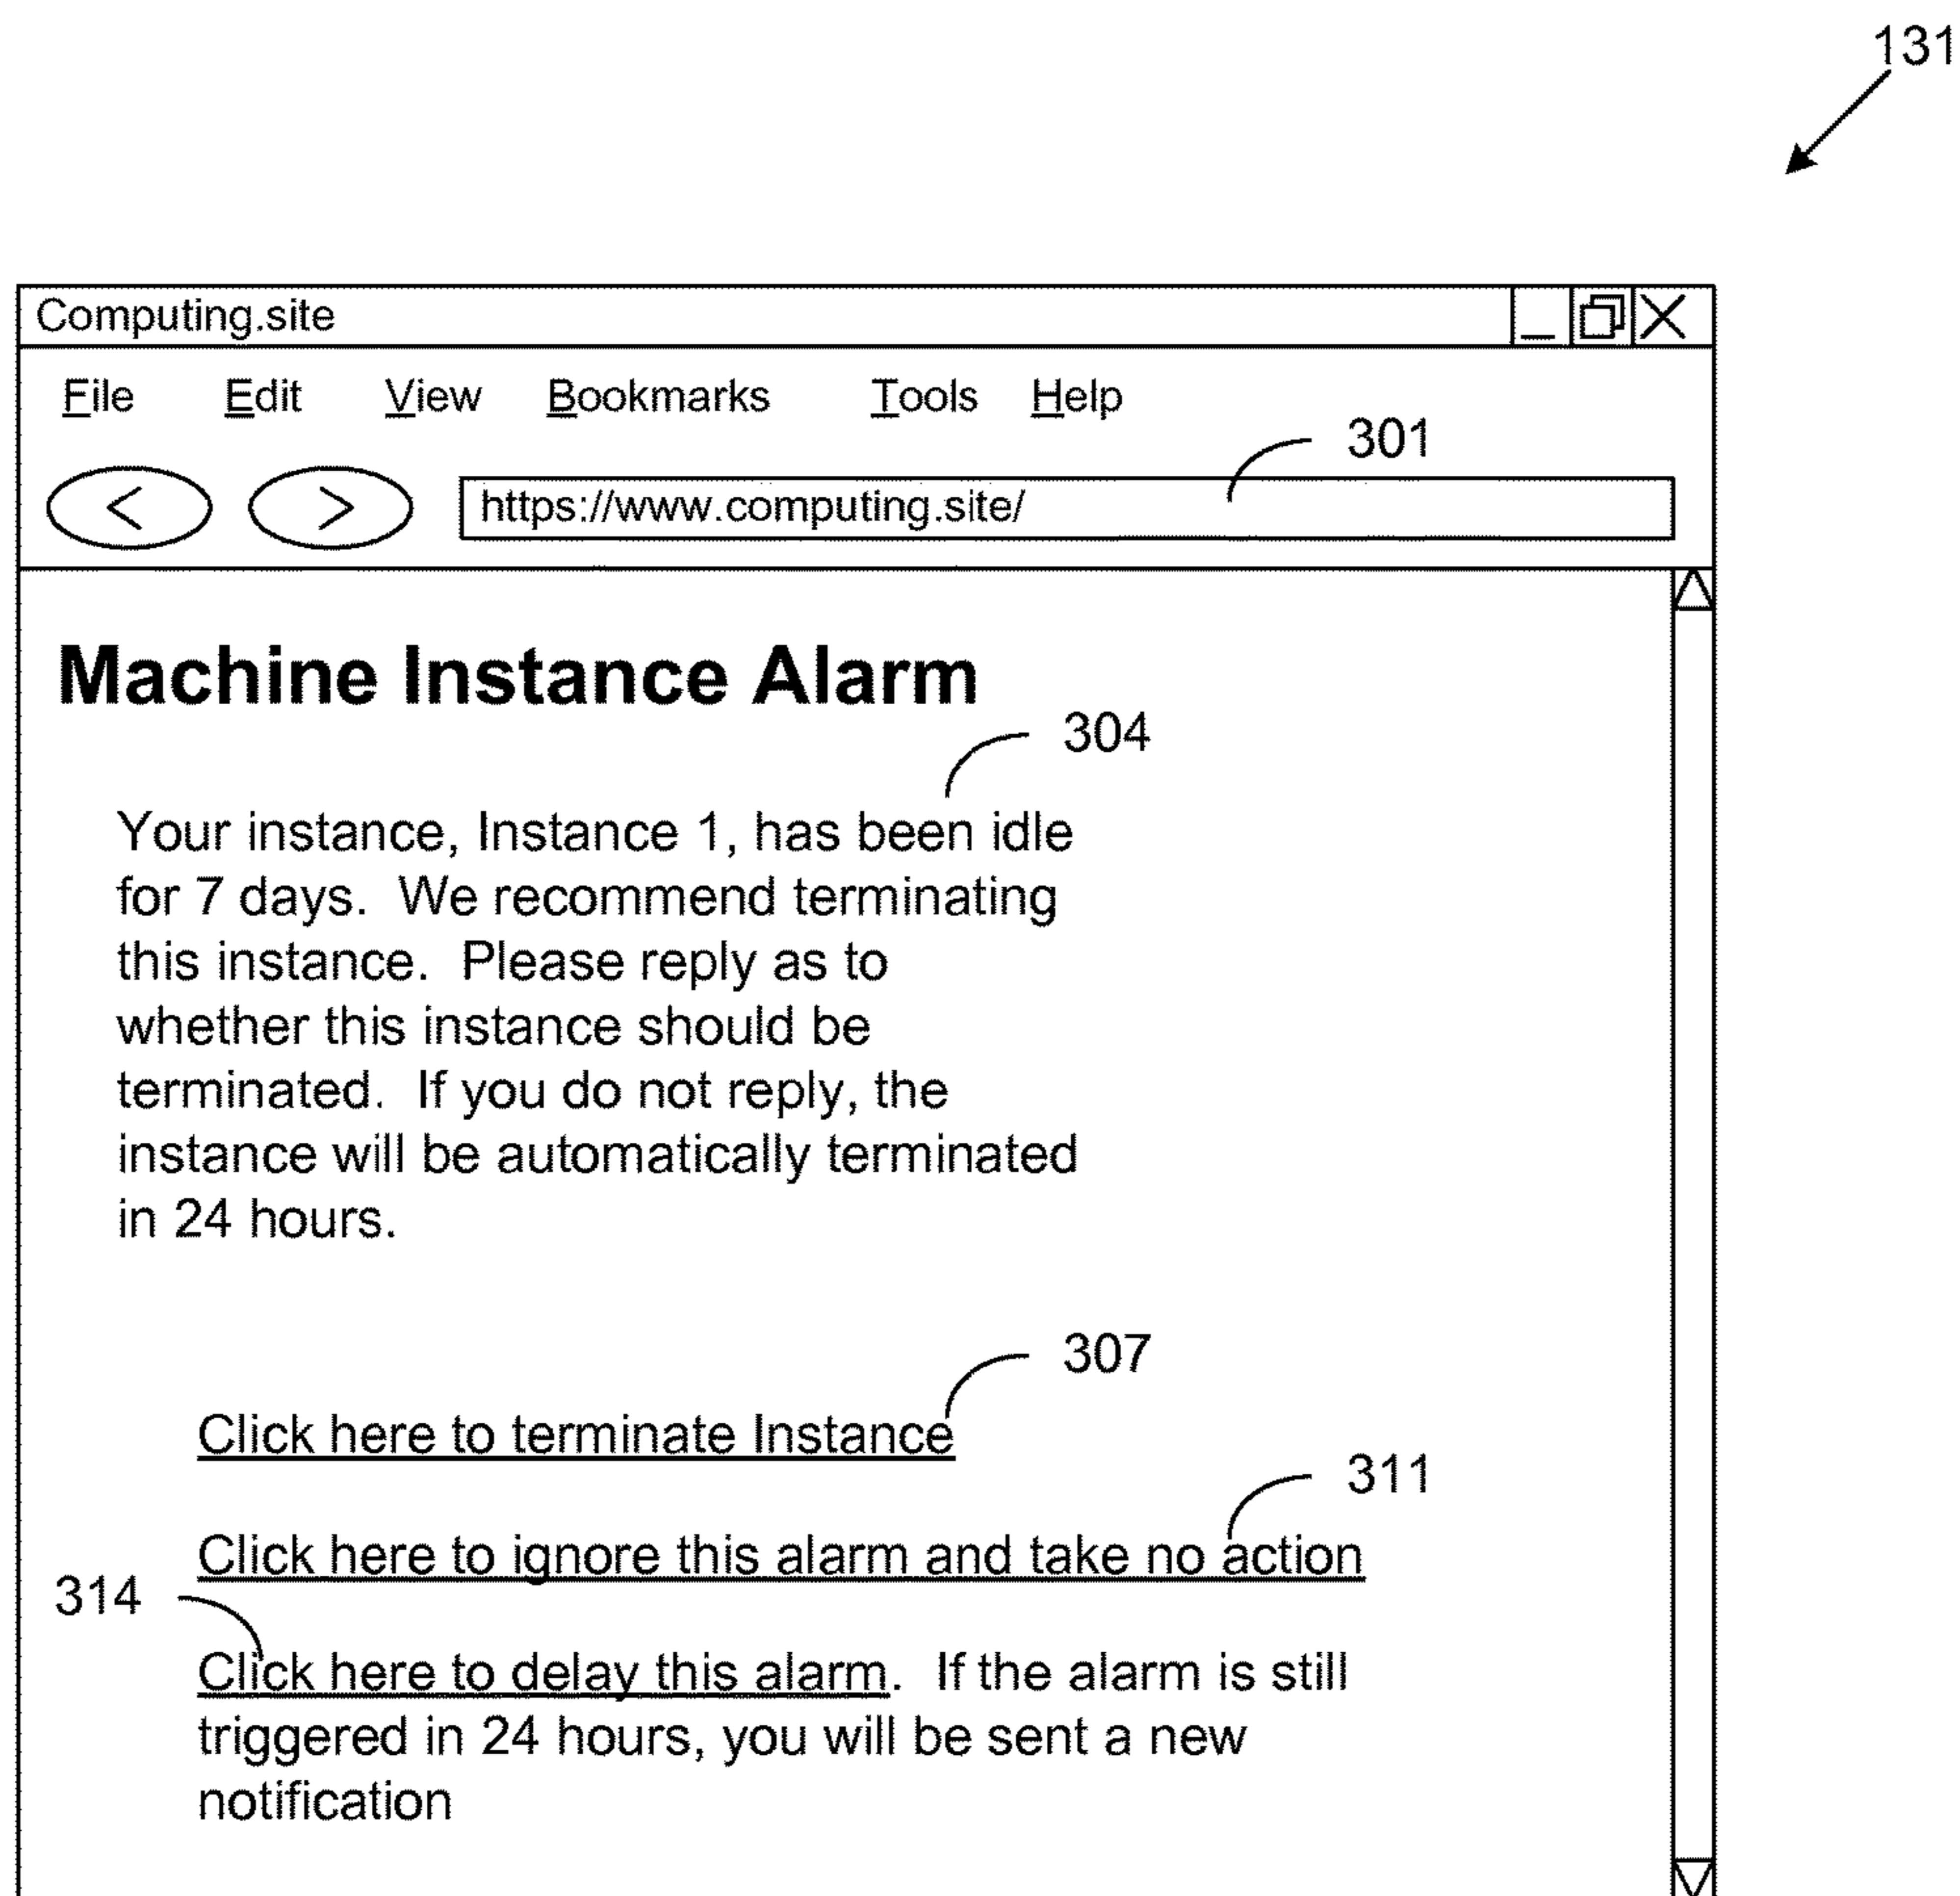 131
Computing.site
File Edit View Bookmarks Tools Help
301
https://www.computing.site/
Machine Instance Alarm
304
Your instance, Instance 1, has been idle
for 7 days.  We recommend terminating
this instance.  Please reply as to
whether this instance should be
terminated.  If you do not reply, the
instance will be automatically terminated
in 24 hours.
307
Click here to terminate Instance
311
Click here to ignore this alarm and take no action
314
Click here to delay this alarm.  If the alarm is still
triggered in 24 hours, you will be sent a new
notification